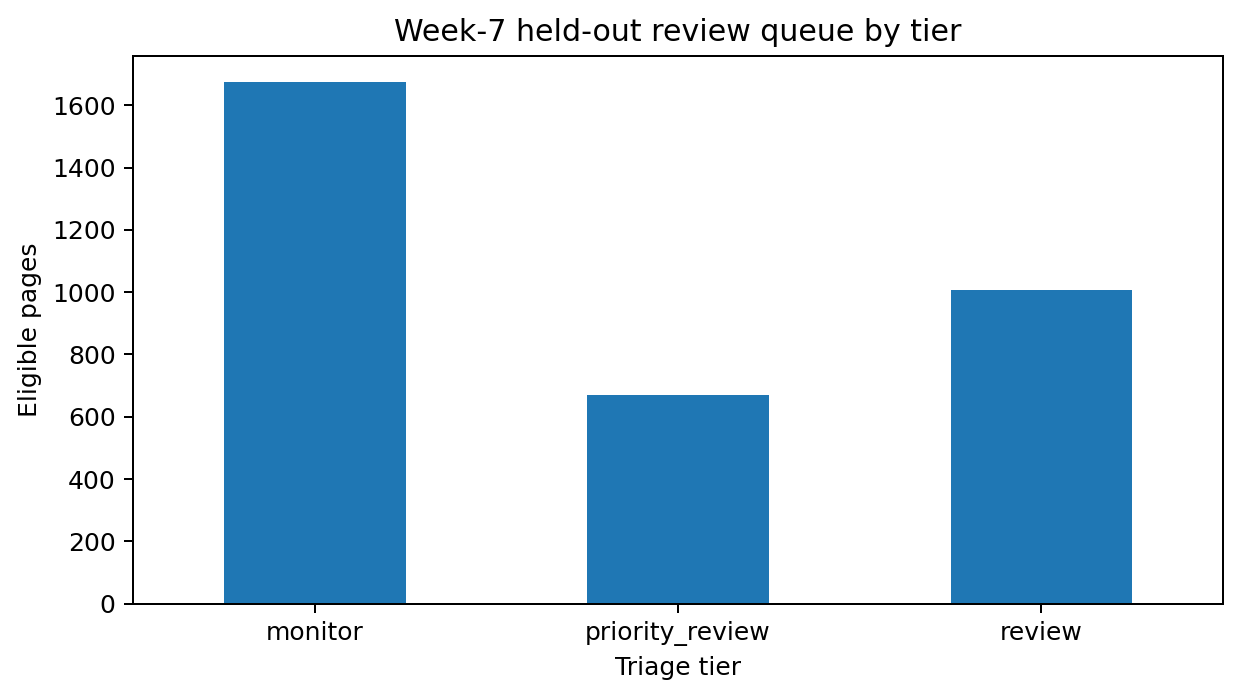 Week-7 held-out review queue by tier
Eligible pages
1600
1400
1200
1000
800
600
400
200
0
monitor priority_review review
Triage tier